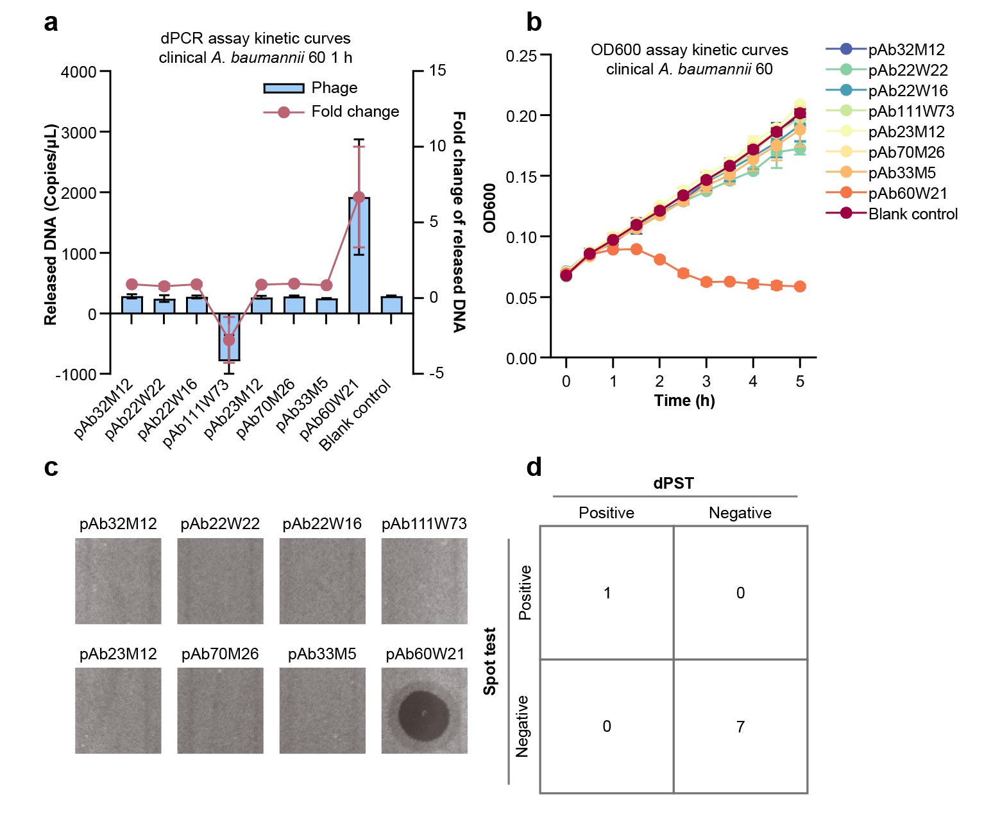 a
dPCR assay kinetic curves
clinical A. baumannii 60 1 h
4000
3000
2000
1000
0
-1000
Released DNA (Copies/µL)
Phage
Fold change
15
10
5
0
-5
Fold change of released DNA
pAb32M12
pAb22W22
pAb22W16
pAb111W73
pAb23M12
pAb70M26
pAb33M5
pAb60W21
Blank control
b
OD600 assay kinetic curves
clinical A. baumannii 60
0.25
0.20
0.15
0.10
0.05
0.00
OD600
0 1 2 3 4 5
Time (h)
pAb32M12
pAb22W22
pAb22W16
pAb111W73
pAb23M12
pAb70M26
pAb33M5
pAb60W21
Blank control
c
pAb32M12 pAb22W22 pAb22W16 pAb111W73
pAb23M12 pAb70M26 pAb33M5 pAb60W21
d
dPST
Positive Negative
Spot test
Positive
1 0
Negative
0 7